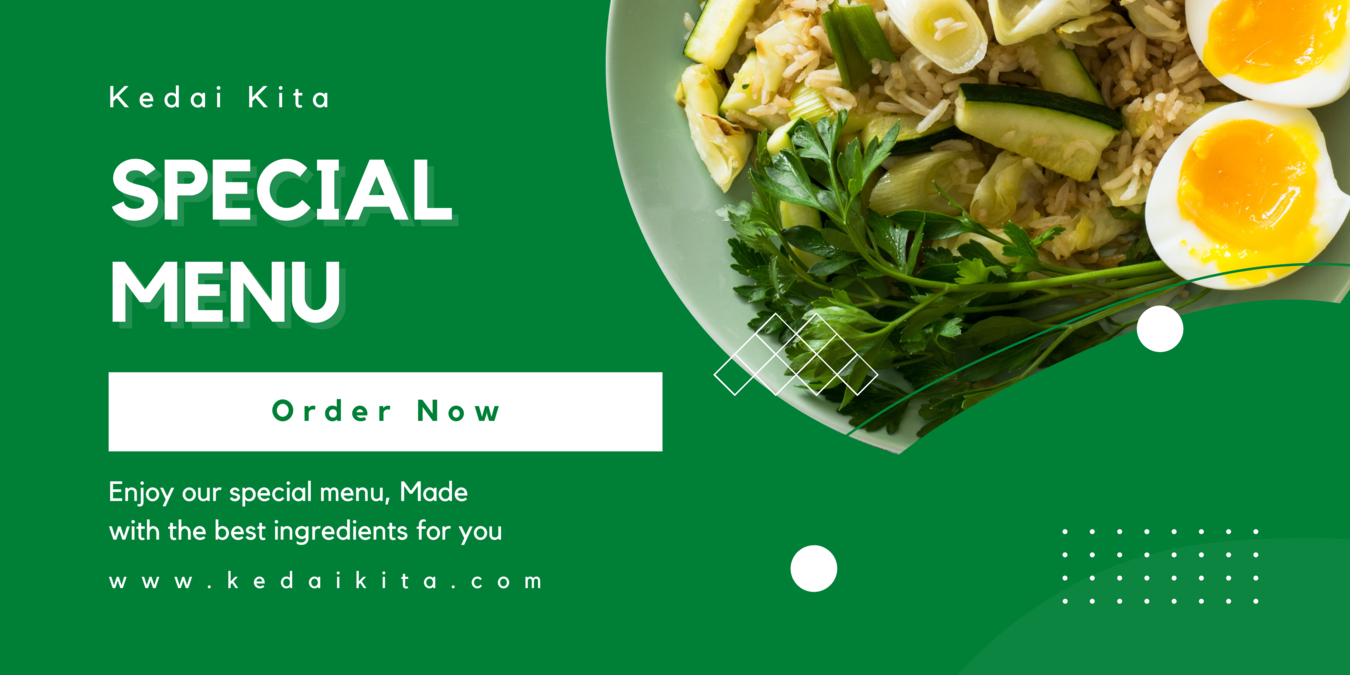 Kedai Kita
SPECIAL
MENU
Order Now
Enjoy our special menu, Made
with the best ingredients for you
www.kedaikita.com